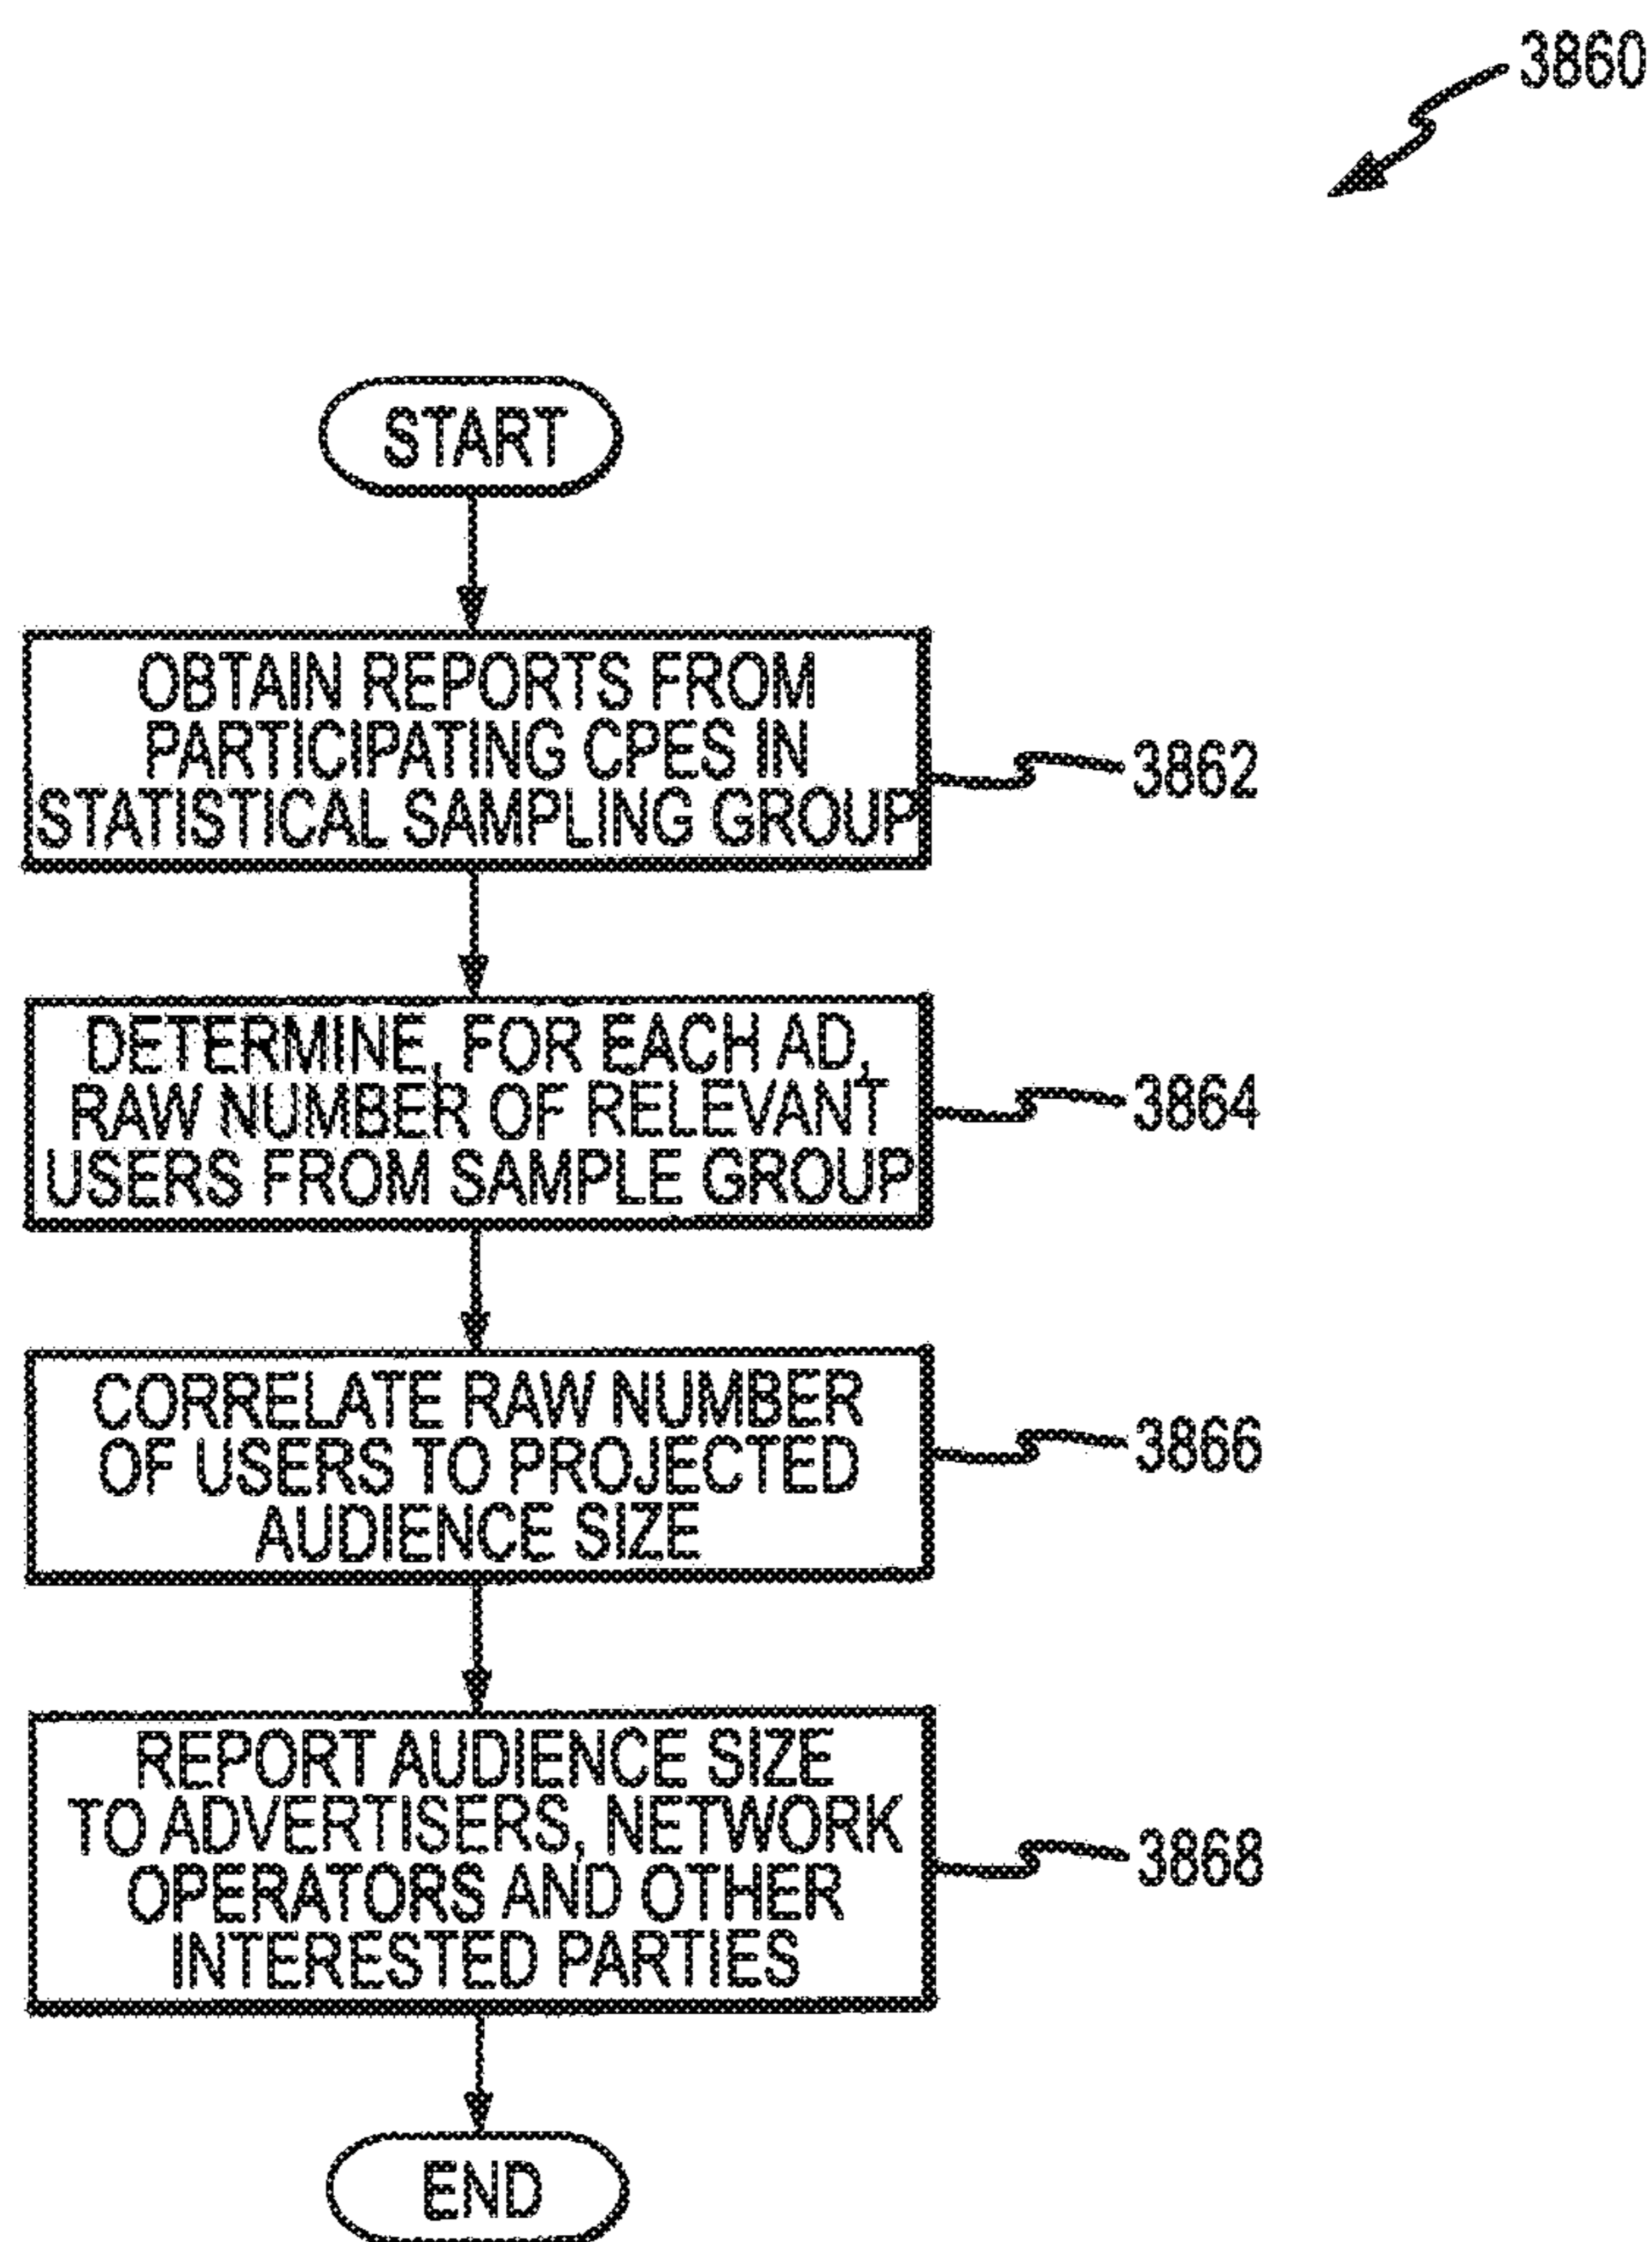 3860
START
OBTAIN REPORTS FROM
PARTICIPATING CPES IN
STATISTICAL SAMPLING GROUP
3862
DETERMINE, FOR EACH AD,
RAW NUMBER OF RELEVANT
USERS FROM SAMPLE GROUP
3864
CORRELATE RAW NUMBER
OF USERS TO PROJECTED
AUDIENCE SIZE
3866
REPORT AUDIENCE SIZE
TO ADVERTISERS, NETWORK
OPERATORS AND OTHER
INTERESTED PARTIES
3868
END